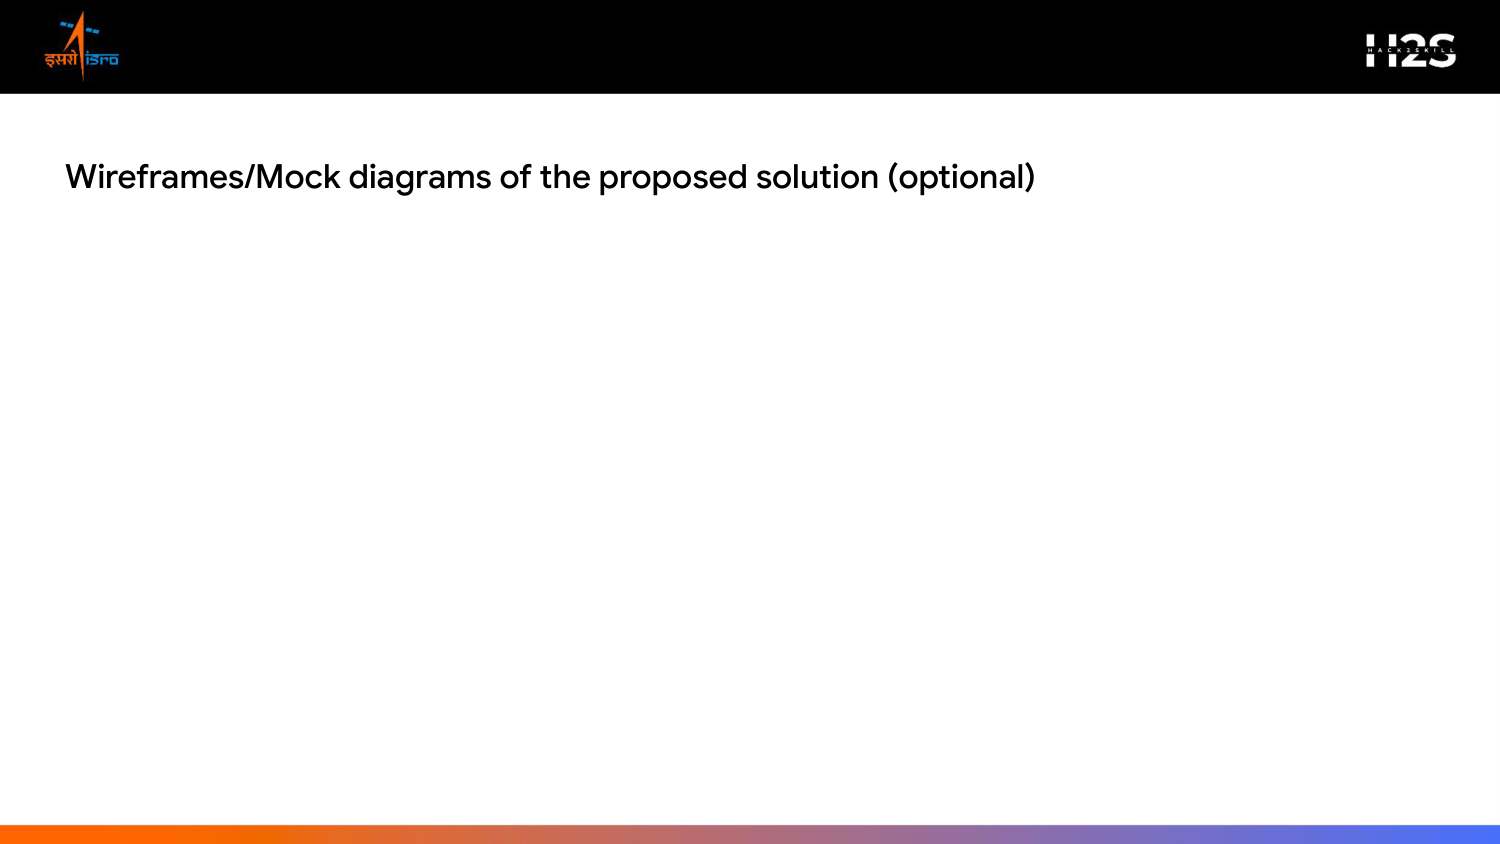 इसरो isro
H2S
HACK2SKILL
Wireframes/Mock diagrams of the proposed solution (optional)